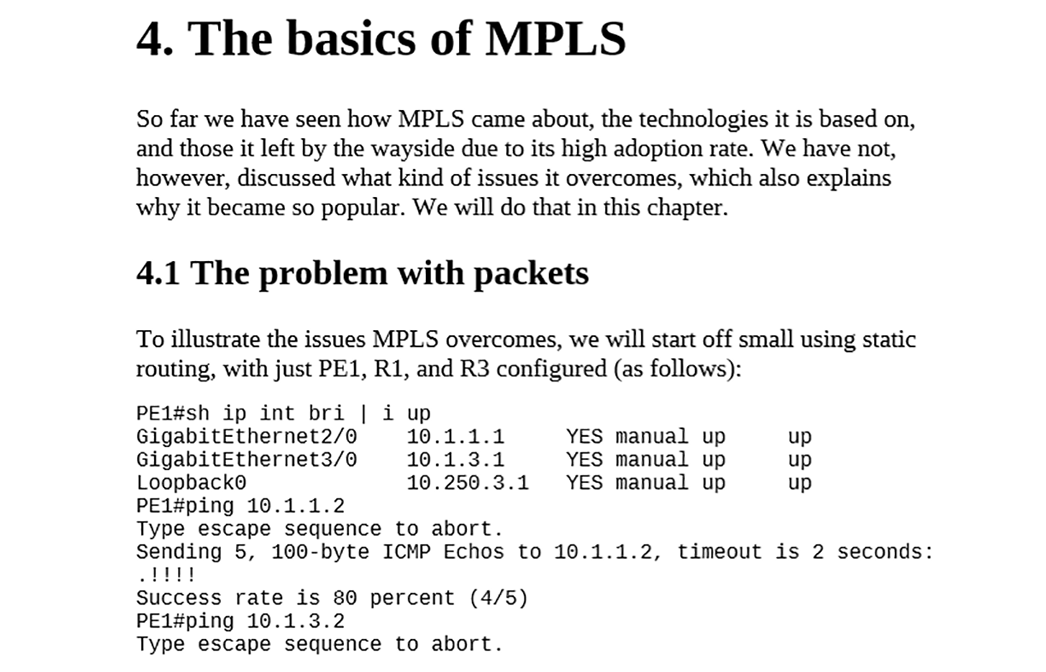 4. The basics of MPLS
So far we have seen how MPLS came about, the technologies it is based on,
and those it left by the wayside due to its high adoption rate. We have not,
however, discussed what kind of issues it overcomes, which also explains
why it became so popular. We will do that in this chapter.
4.1 The problem with packets
To illustrate the issues MPLS overcomes, we will start off small using static
routing, with just PE1, R1, and R3 configured (as follows):
PE1#sh ip int bri | i up
GigabitEthernet2/0    10.1.1.1     YES manual up     up
GigabitEthernet3/0    10.1.3.1     YES manual up     up
Loopback0             10.250.3.1   YES manual up     up
PE1#ping 10.1.1.2
Type escape sequence to abort.
Sending 5, 100-byte ICMP Echos to 10.1.1.2, timeout is 2 seconds:
.!!!!
Success rate is 80 percent (4/5)
PE1#ping 10.1.3.2
Type escape sequence to abort.